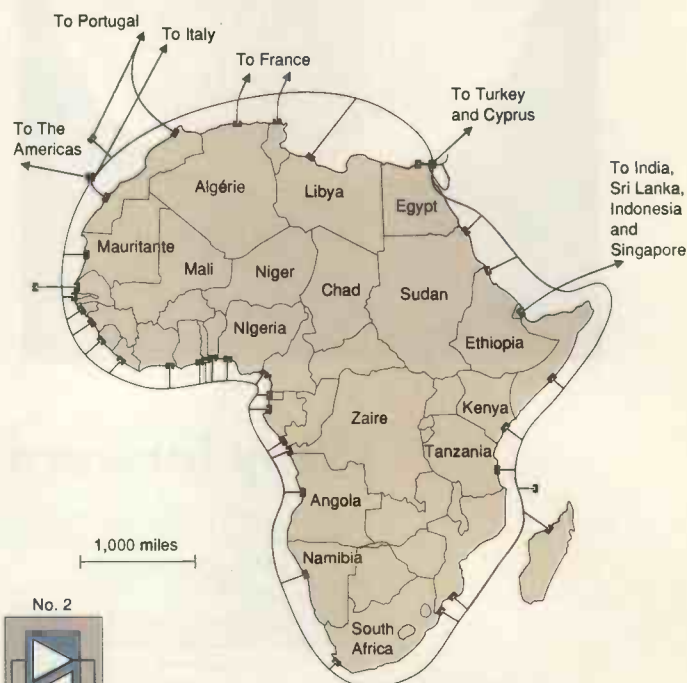 To Portugal
To Italy
To France
To The
Americas
To Turkey
and Cyprus
To India,
Sri Lanka,
Indonesia
and
Singapore
Algérie
Libya
Egypt
Mauritante
Mali
Niger
Chad
Sudan
NIgeria
Ethiopia
Zaire
Kenya
Tanzania
Angola
1,000 miles
Namibia
South
Africa
No. 2